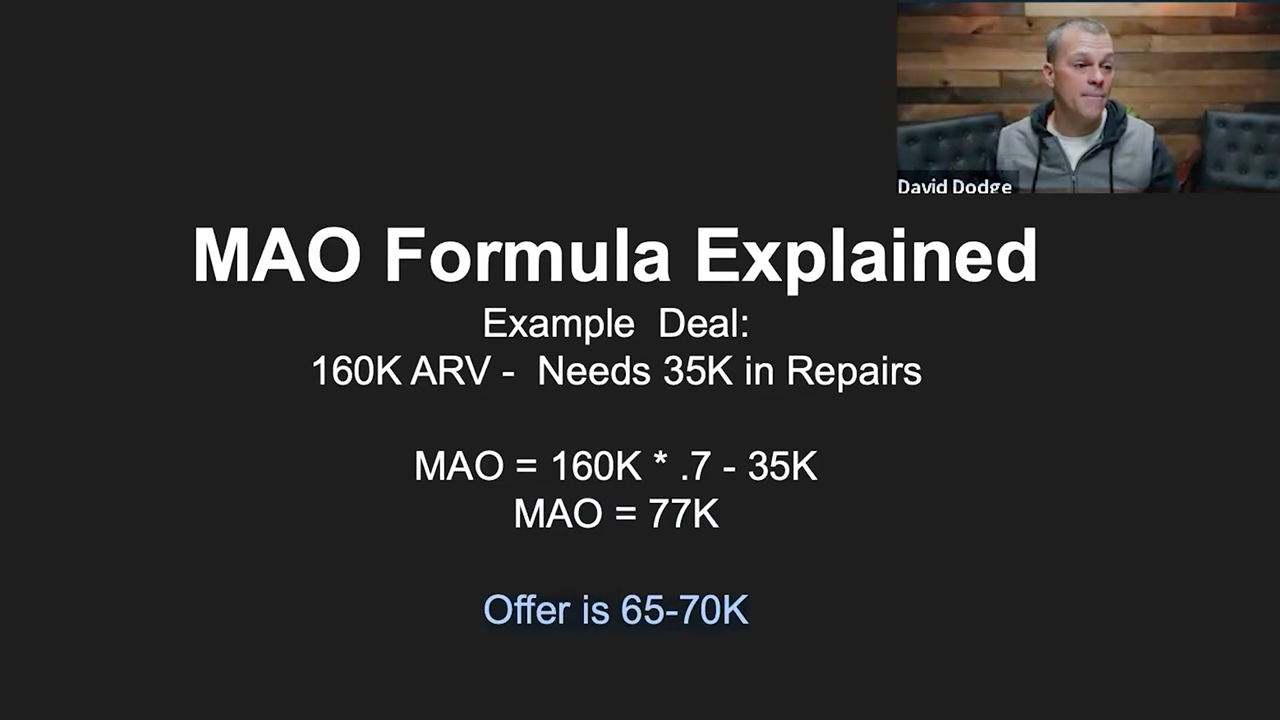 David Dodge
MAO Formula Explained
Example Deal:
160K ARV - Needs 35K in Repairs
MAO = 160K * .7 - 35K
MAO = 77K
Offer is 65-70K